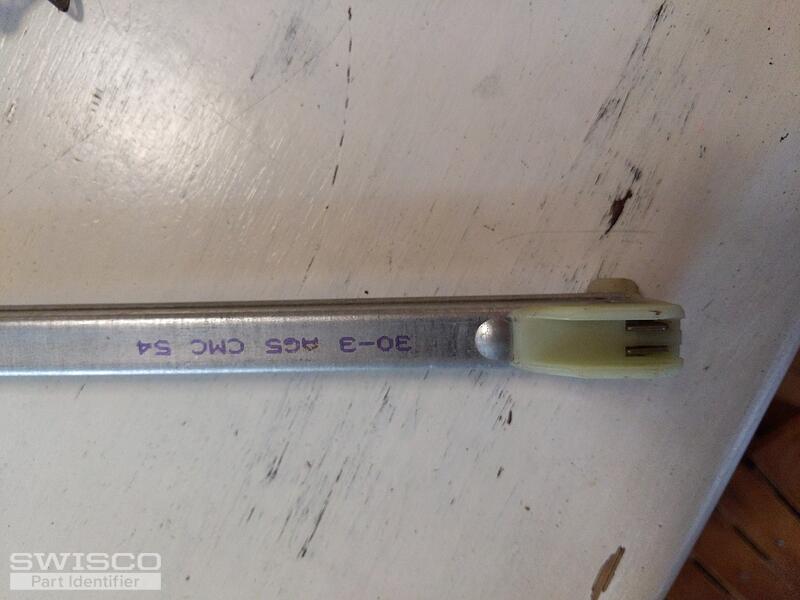 30-3 AG5 CMC 54
SWISCO
Part Identifier